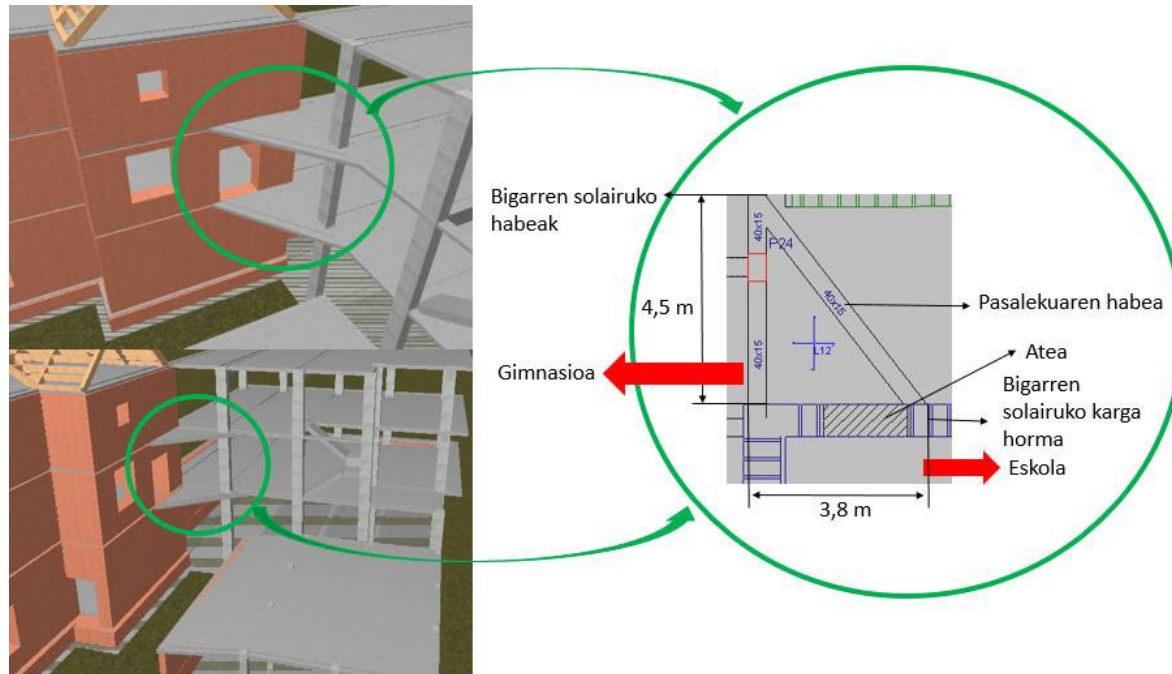 Bigarren solairuko
habeak
40x15
P24
4,5 m
40x15
Pasalekuaren habea
40x15
L12
Atea
Gimnasioa
Bigarren
solairuko karga
horma
Eskola
3,8 m